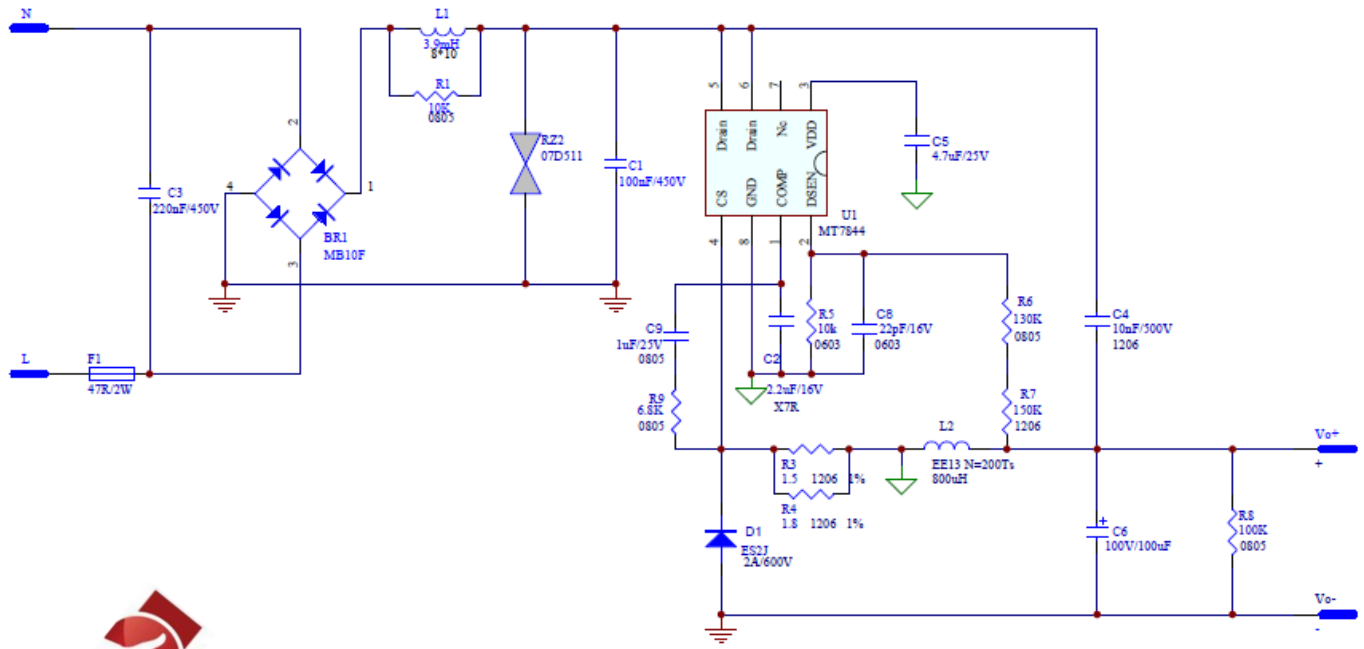 N
L1
3.9mH
8*10
R1
10K
0805
2
4
1
3
C3
220nF/450V
BR1
MB10F
RZ2
07D511
C1
100nF/450V
5
6
7
3
Drain
Drain
Nc
VDD
CS
GND
COMP
DSEN
4
8
1
2
U1
MT7844
C5
4.7uF/25V
L
F1
47R/2W
C9
1uF/25V
0805
R9
6.8K
0805
C2
2.2uF/16V
X7R
R5
10k
0603
C8
22pF/16V
0603
R6
130K
0805
R7
150K
1206
C4
10nF/500V
1206
R3
1.5 1206 1%
R4
1.8 1206 1%
L2
EE13 N=200Ts
800uH
D1
ES2J
2A/600V
+
C6
100V/100uF
R8
100K
0805
Vo+
+
Vo-
-